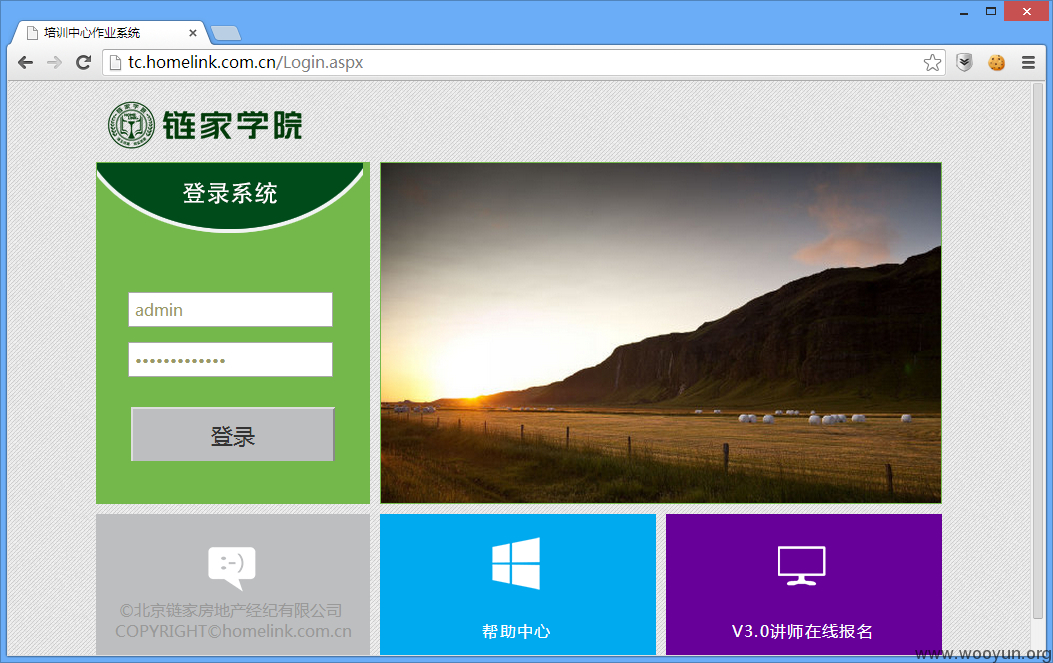 培训中心作业系统
tc.homelink.com.cn/Login.aspx
链家学院
登录系统
admin
•••••••••••••
登录
:-)
©北京链家房地产经纪有限公司
COPYRIGHT©homelink.com.cn
帮助中心
V3.0讲师在线报名
www.wooyun.org